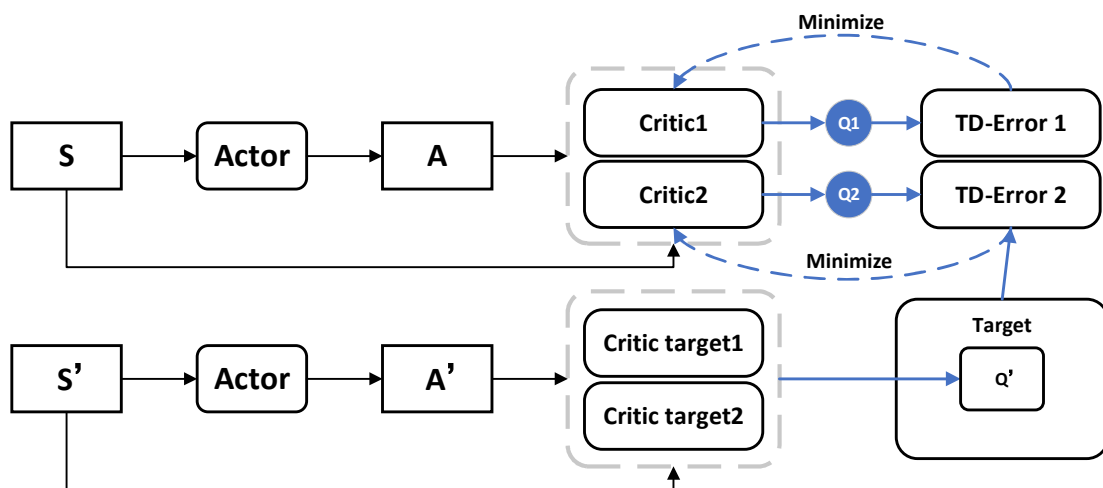 Minimize
S
Actor
A
Critic1
Q1
TD-Error 1
Critic2
Q2
TD-Error 2
Minimize
S’
Actor
A’
Critic target1
Critic target2
Target
Q’